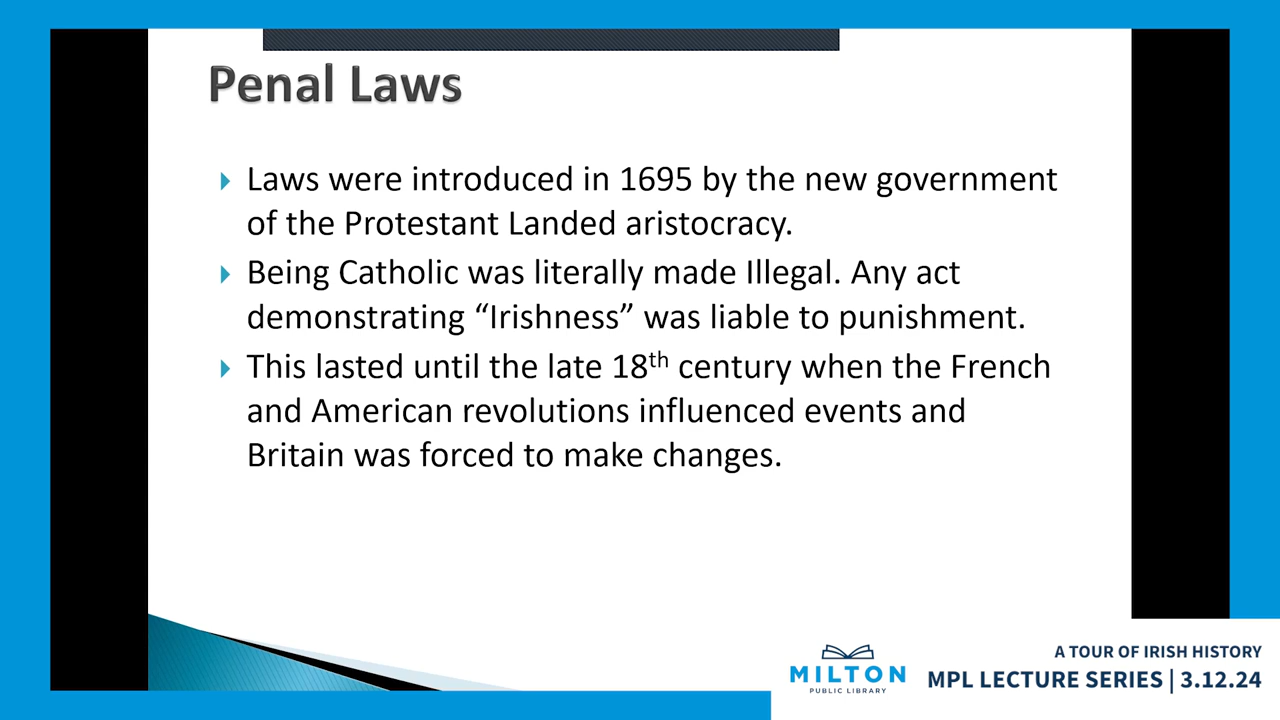 Penal Laws
Laws were introduced in 1695 by the new government
of the Protestant Landed aristocracy.
Being Catholic was literally made Illegal. Any act
demonstrating “Irishness” was liable to punishment.
This lasted until the late 18th century when the French
and American revolutions influenced events and
Britain was forced to make changes.
MILTON
PUBLIC LIBRARY
A TOUR OF IRISH HISTORY
MPL LECTURE SERIES | 3.12.24